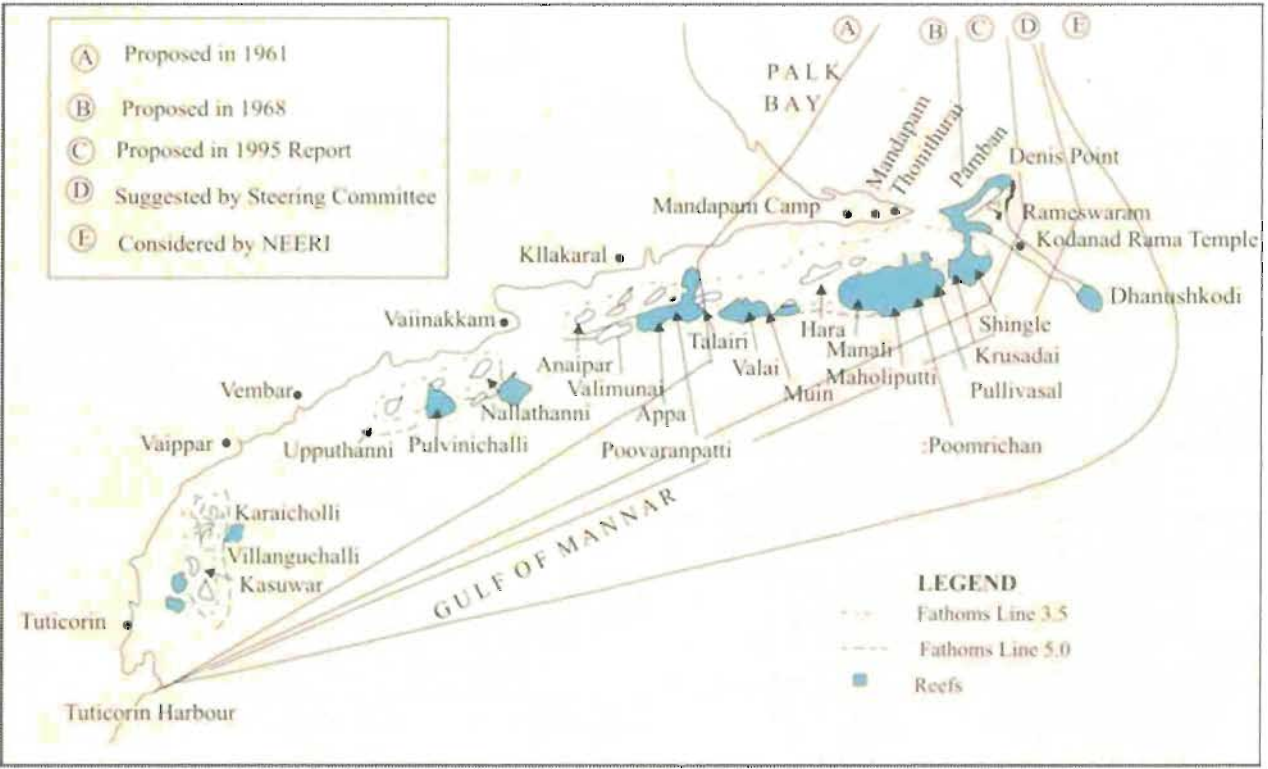 A Proposed in 1961
B Proposed in 1968
C Proposed in 1995 Report
D Suggested by Steering Committee
E Considered by NEERI
A
B
C
D
E
PALK
BAY
Mandapam
Thonithurai
Pamban
Denis Point
Mandapam Camp
Rameswaram
Kodanad Rama Temple
Kllakaral
Dhanushkodi
Vaiinakkam
Talairi
Hara
Shingle
Anaipar
Valai
Manali
Krusadai
Vembar
Valimunai
Muin
Maholiputti
Pullivasal
Nallathanni
Appa
Vaippar
Upputhanni
Pulvinichalli
Poovaranpatti
:Poomrichan
Karaicholli
GULF OF MANNAR
Villanguchalli
Kasuwar
Tuticorin
Tuticorin Harbour
LEGEND
Fathoms Line 3.5
Fathoms Line 5.0
Reefs